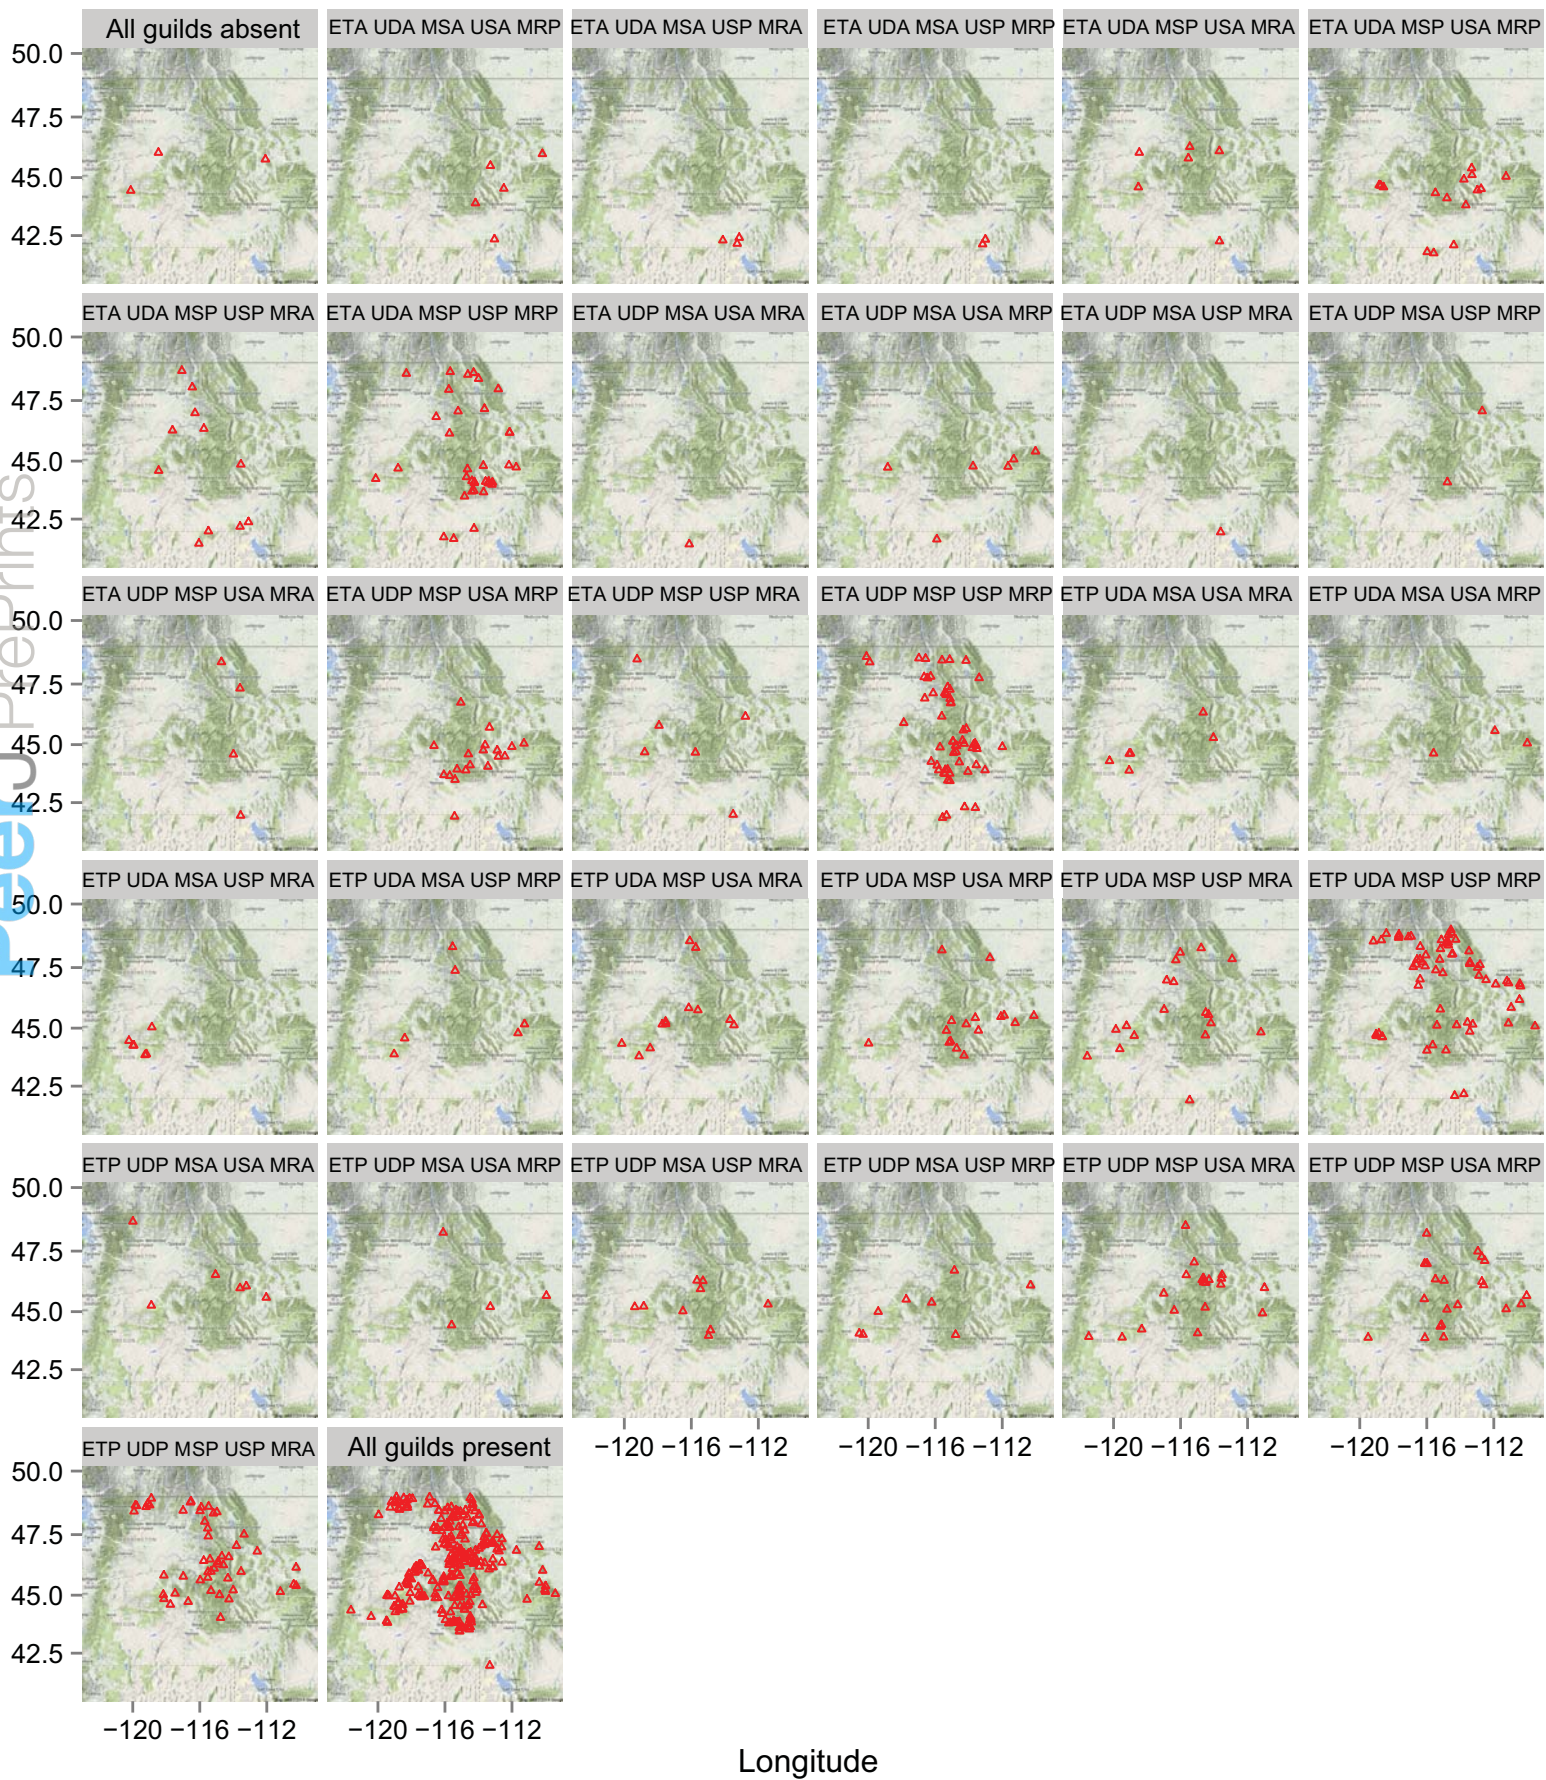 All guilds absent
ETA UDA MSA USA MRP
ETA UDA MSA USP MRA
ETA UDA MSA USP MRP
ETA UDA MSP USA MRA
ETA UDA MSP USA MRP
50.0
47.5
45.0
42.5
ETA UDA MSP USP MRA
ETA UDA MSP USP MRP
ETA UDP MSA USA MRA
ETA UDP MSA USA MRP
ETA UDP MSA USP MRA
ETA UDP MSA USP MRP
50.0
47.5
45.0
42.5
ETA UDP MSP USA MRA
ETA UDP MSP USA MRP
ETA UDP MSP USP MRA
ETA UDP MSP USP MRP
ETP UDA MSA USA MRA
ETP UDA MSA USA MRP
50.0
47.5
45.0
42.5
ETP UDA MSA USP MRA
ETP UDA MSA USP MRP
ETP UDA MSP USA MRA
ETP UDA MSP USA MRP
ETP UDA MSP USP MRA
ETP UDA MSP USP MRP
50.0
47.5
45.0
42.5
ETP UDP MSA USA MRA
ETP UDP MSA USA MRP
ETP UDP MSA USP MRA
ETP UDP MSA USP MRP
ETP UDP MSP USA MRA
ETP UDP MSP USA MRP
50.0
47.5
45.0
42.5
−120 −116 −112
−120 −116 −112
−120 −116 −112
−120 −116 −112
ETP UDP MSP USP MRA
All guilds present
50.0
47.5
45.0
42.5
−120 −116 −112
−120 −116 −112
Longitude
PeerJ PrePrints